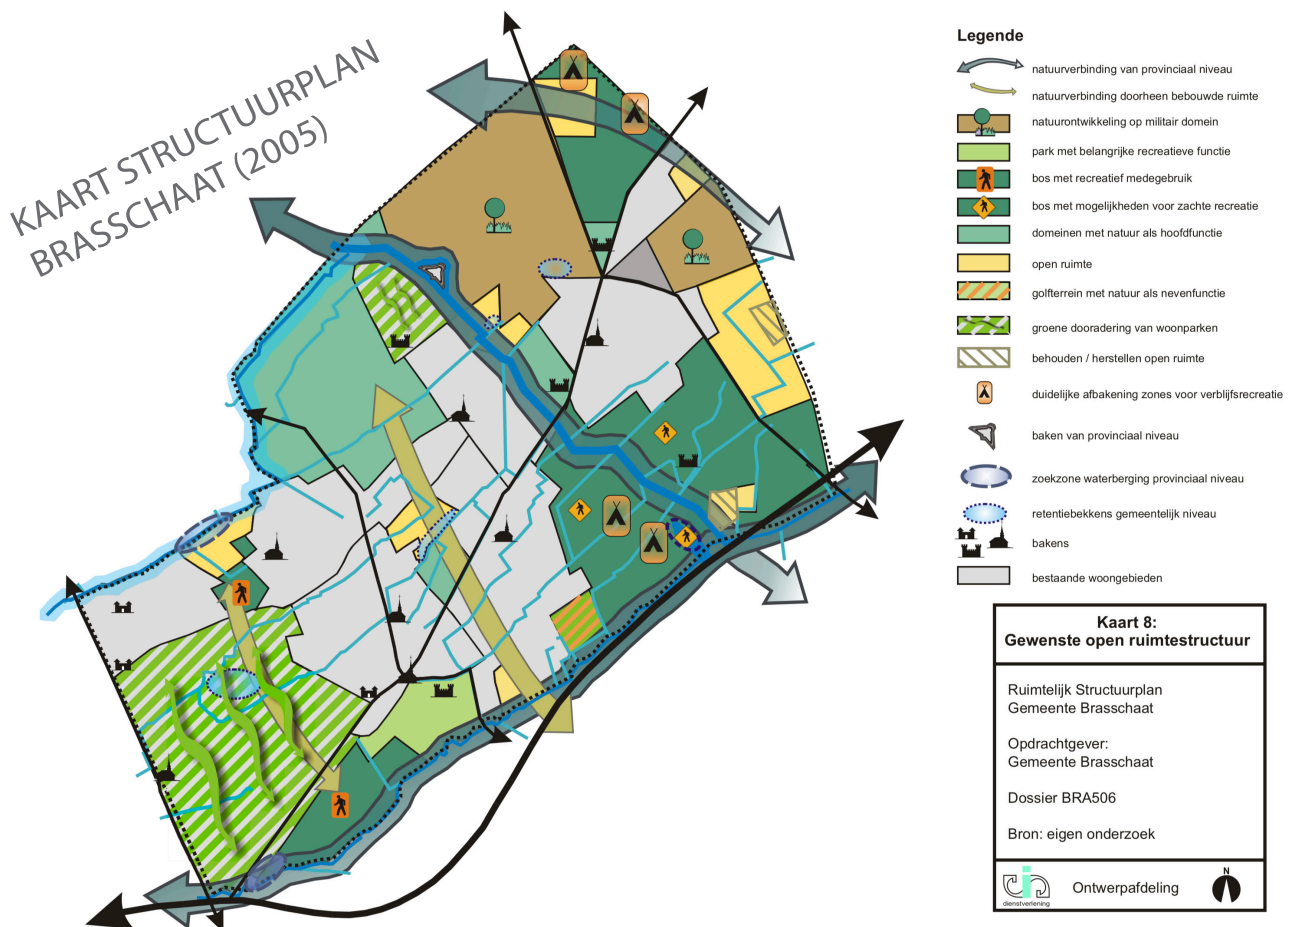 KAART STRUCTUURPLAN
BRASSCHAAT (2005)
Legende
natuurverbinding van provinciaal niveau
natuurverbinding doorheen bebouwde ruimte
natuurontwikkeling op militair domein
park met belangrijke recreatieve functie
bos met recreatief medegebruik
bos met mogelijkheden voor zachte recreatie
domeinen met natuur als hoofdfunctie
open ruimte
golfterrein met natuur als nevenfunctie
groene dooradering van woonparken
behouden / herstellen open ruimte
duidelijke afbakening zones voor verblijfsrecreatie
baken van provinciaal niveau
zoekzone waterberging provinciaal niveau
retentiebekkens gemeentelijk niveau
bakens
bestaande woongebieden
Kaart 8:
Gewenste open ruimtestructuur
Ruimtelijk Structuurplan
Gemeente Brasschaat
Opdrachtgever:
Gemeente Brasschaat
Dossier BRA506
Bron: eigen onderzoek
dienstverlening
Ontwerpafdeling
N